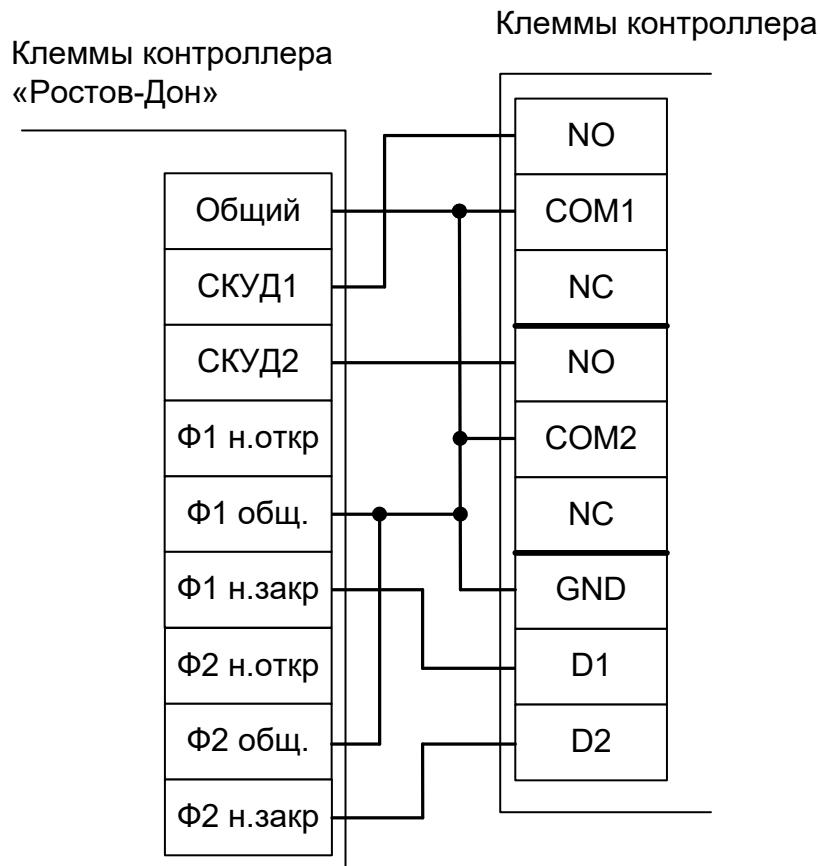 Клеммы контроллера
Клеммы контроллера
«Ростов-Дон»
Общий
СКУД1
СКУД2
Ф1 н.откр
Ф1 общ.
Ф1 н.закр
Ф2 н.откр
Ф2 общ.
Ф2 н.закр
NO
COM1
NC
NO
COM2
NC
GND
D1
D2